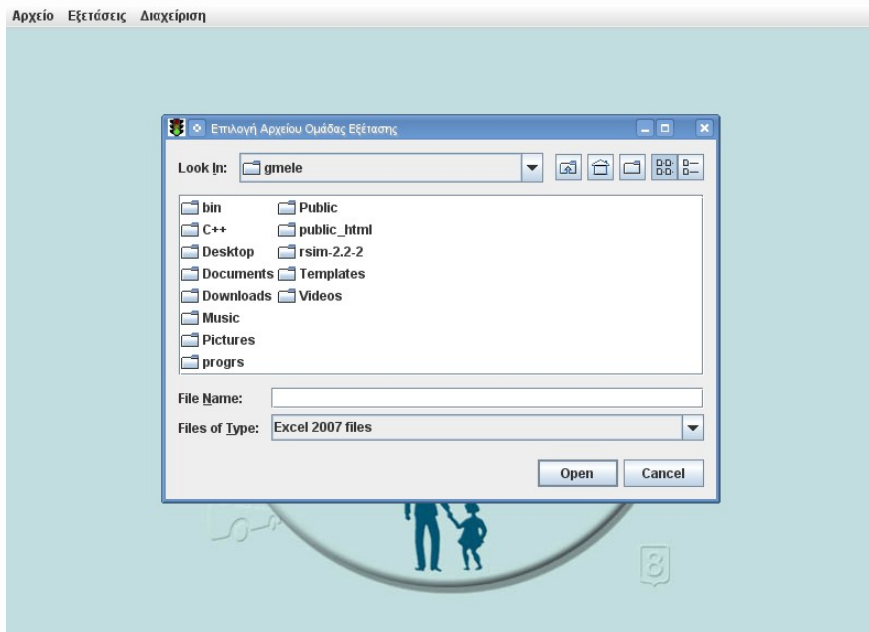 Αρχείο Εξετάσεις Διαχείριση
Επιλογή Αρχείου Ομάδας Εξέτασης
Look In: gmele
bin Public
C++ public_html
Desktop rsim-2.2-2
Documents Templates
Downloads Videos
Music
Pictures
progrs
File Name:
Files of Type: Excel 2007 files
Open Cancel
8